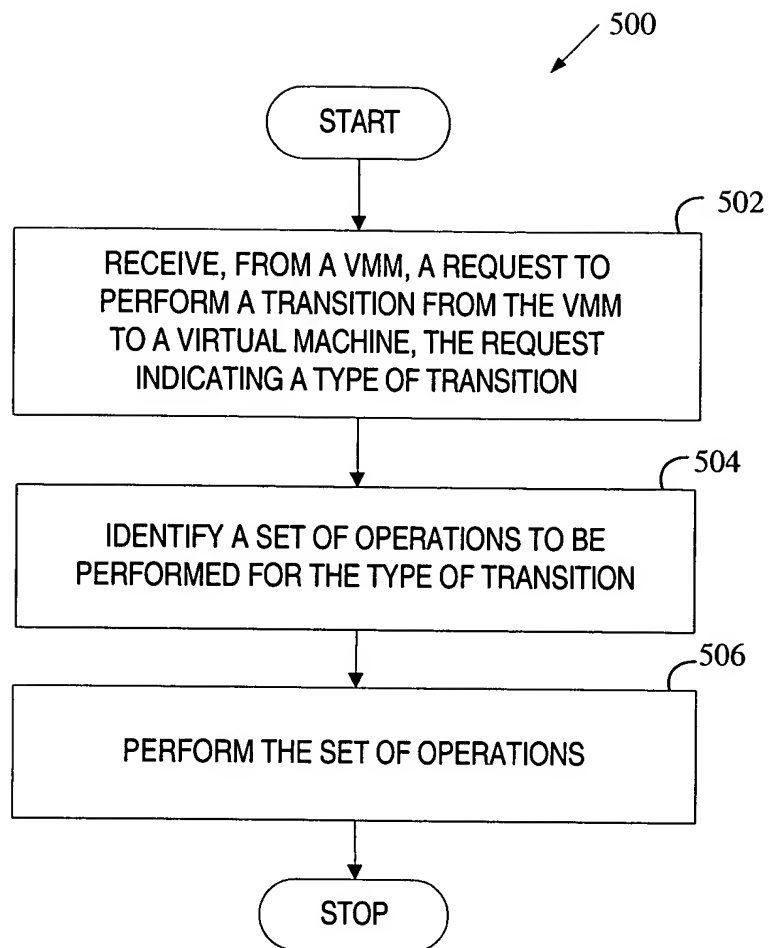 500
START
502
RECEIVE, FROM A VMM, A REQUEST TO
PERFORM A TRANSITION FROM THE VMM
TO A VIRTUAL MACHINE, THE REQUEST
INDICATING A TYPE OF TRANSITION
504
IDENTIFY A SET OF OPERATIONS TO BE
PERFORMED FOR THE TYPE OF TRANSITION
506
PERFORM THE SET OF OPERATIONS
STOP